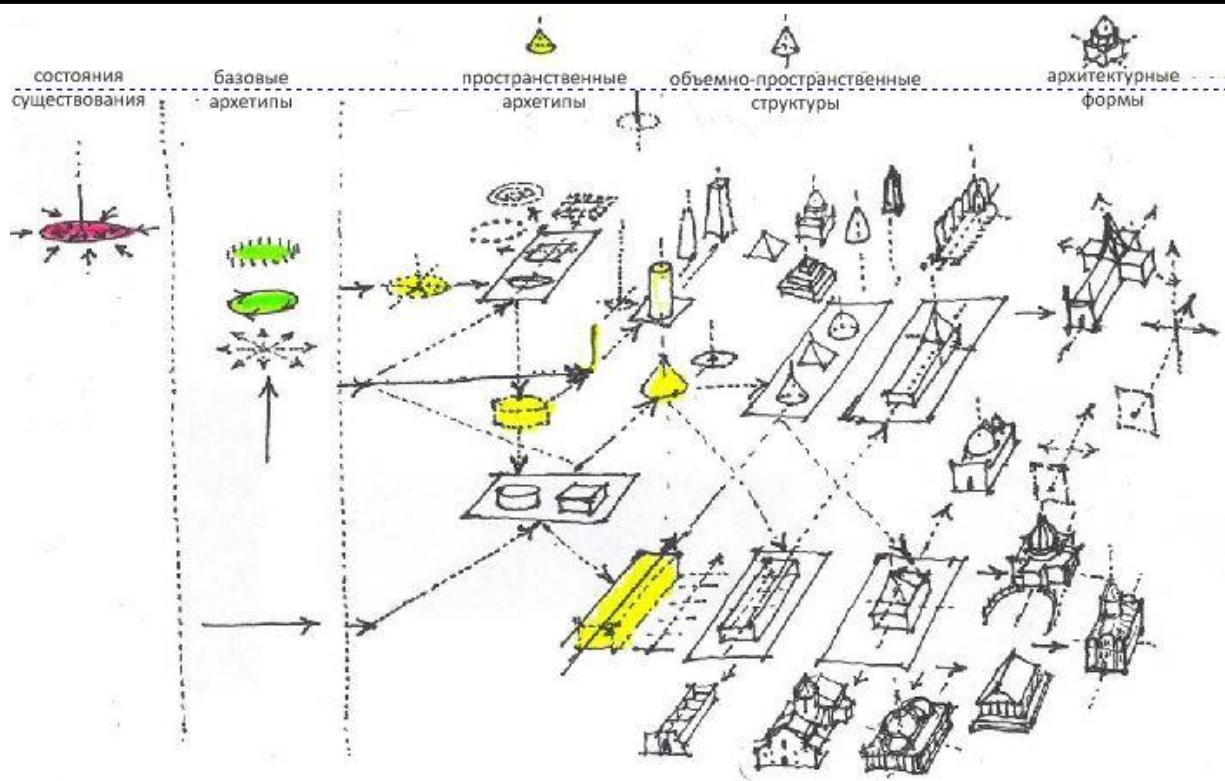 состояния
существования
базовые
архетипы
пространственные
архетипы
объемно-пространственные
структуры
архитектурные
формы